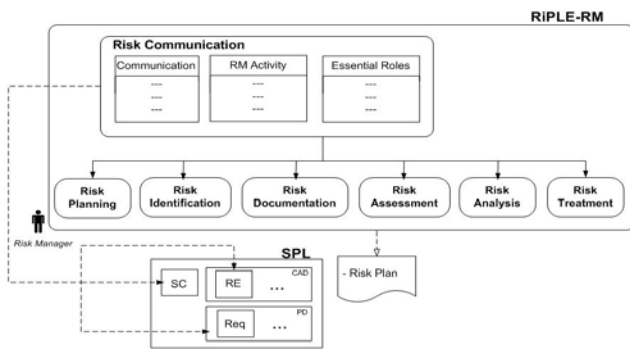 RiPLE-RM
Risk Communication
Communication
RM Activity
Essential Roles
---
---
---
---
---
---
---
---
---
Risk
Planning
Risk
Identification
Risk
Documentation
Risk
Assessment
Risk
Analysis
Risk
Treatment
Risk Manager
SPL
- Risk Plan
SC
RE
...
CAD
Req
...
PD